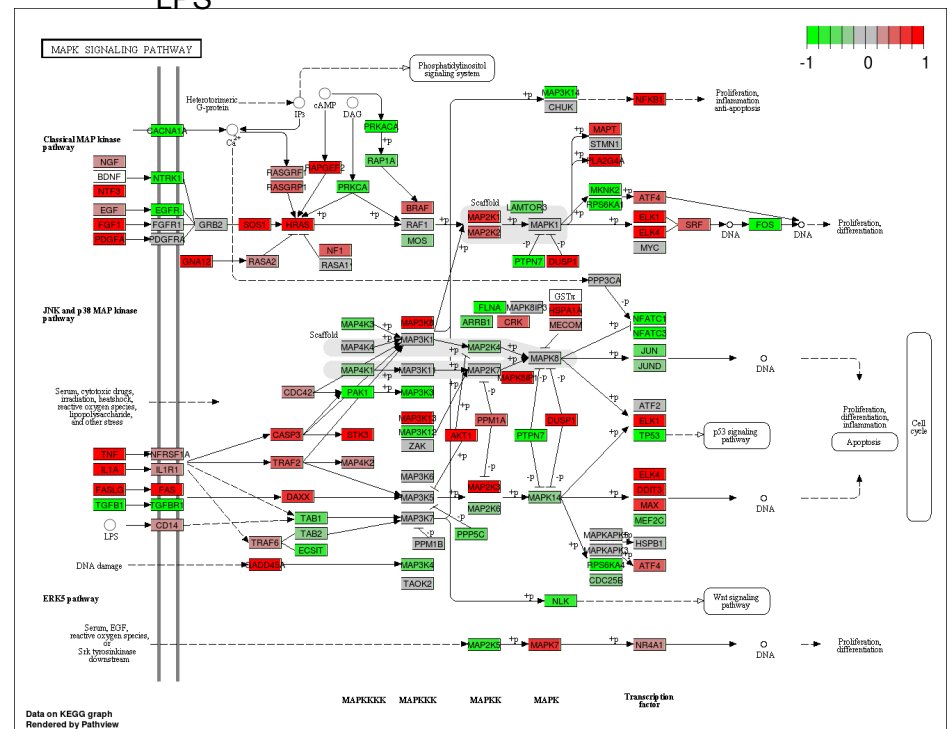 LPS
MAPK SIGNALING PATHWAY
-1
0
1
Phosphatidylinositol
signaling system
Heterotorimeric
G-protein
IP3
cAMP
DAG
Ca2+
CACNA1A
PRKACA
+p
RAP1A
MAP3K14
CHUK
+p
NFKB1
Proliferation,
inflammation
anti-apoptosis
Classical MAP kinase
pathway
NGF
BDNF
NTF3
EGF
FGF1
PDGFA
NTRK1
EGFR
FGFR1
PDGFRA
GRB2
SOS1
HRAS
RASGRF1
RASGRP1
RAPGEF2
PRKCA
+p
+p
BRAF
RAF1
MOS
GNA12
RASA2
NF1
RASA1
Scaffold
MAP2K1
MAP2K2
LAMTOR3
MAPK1
+p
+p
-p
-p
PTPN7
DUSP1
MAPT
STMN1
PLA2G4A
MKNK2
RPS6KA1
ATF4
ELK1
ELK4
MYC
SRF
DNA
FOS
DNA
Proliferation,
differentiation
PPP3CA
-p
NFATC1
NFATC3
JNK and p38 MAP kinase
pathway
Scaffold
MAP4K3
MAP4K4
MAP4K1
PAK1
CDC42
MAP3K8
MAP3K1
MAP3K11
MAP3K3
MAP3K13
MAP3K12
ZAK
FLNA
MAPK8IP3
ARRB1
CRK
GSTπ
HSPA1A
MECOM
MAP2K4
MAP2K7
MAPK8IP1
MAPK8
JUN
JUND
DNA
ATF2
ELK1
TP53
p53 signaling
pathway
Serum, cytotoxic drugs,
irradiation, heatshock,
reactive oxygen species,
lipopolysaccharide,
and other stress
Proliferation,
differentiation,
inflammation
Apoptosis
Cell
cycle
CASP3
STK3
AKT1
PPM1A
PTPN7
DUSP1
TNF
IL1A
FASLG
TGFB1
LPS
TNFRSF1A
IL1R1
FAS
TGFBR1
CD14
TRAF2
MAP4K2
DAXX
TAB1
TAB2
ECSIT
TRAF6
MAP3K6
MAP3K5
MAP3K7
PPM1B
PPP5C
MAP2K3
MAP2K6
MAPK14
ELK4
DDIT3
MAX
MEF2C
DNA
MAPKAPK5
MAPKAPK3
RPS6KA4
CDC25B
HSPB1
ATF4
DNA damage
GADD45A
MAP3K4
TAOK2
NLK
Wnt signaling
pathway
ERK5 pathway
Serum, EGF,
reactive oxygen species,
or
Srk tyrosinkinase
downstream
MAP2K5
+p
MAPK7
+p
NR4A1
DNA
Proliferation,
differentiation
MAPKKKK
MAPKKK
MAPKK
MAPK
Transcription
factor
Data on KEGG graph
Rendered by Pathview